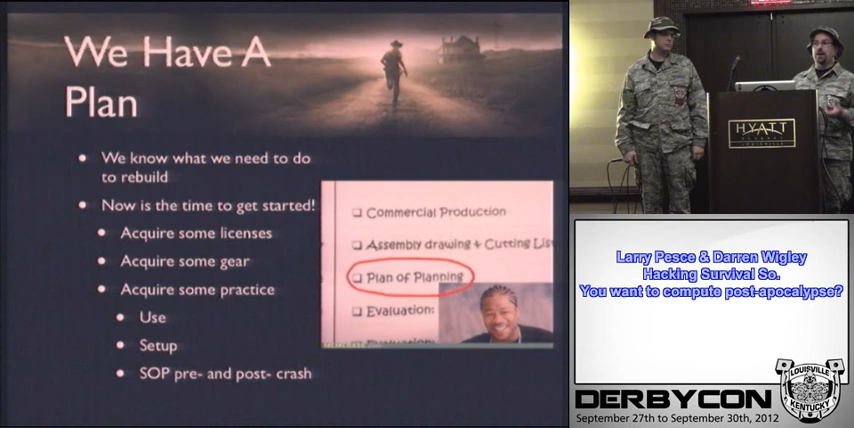 We Have A
Plan
We know what we need to do
to rebuild
Now is the time to get started!
Acquire some licenses
Acquire some gear
Acquire some practice
Use
Setup
SOP pre- and post- crash
Commercial Production
Assembly drawing & Cutting Lis
Plan of Planning
Evaluation:
HYATT
Larry Pesce & Darren Wigley
Hacking Survival So.
You want to compute post-apocalypse?
DERBYCON
September 27th to September 30th, 2012
LOUISVILLE
KENTUCKY